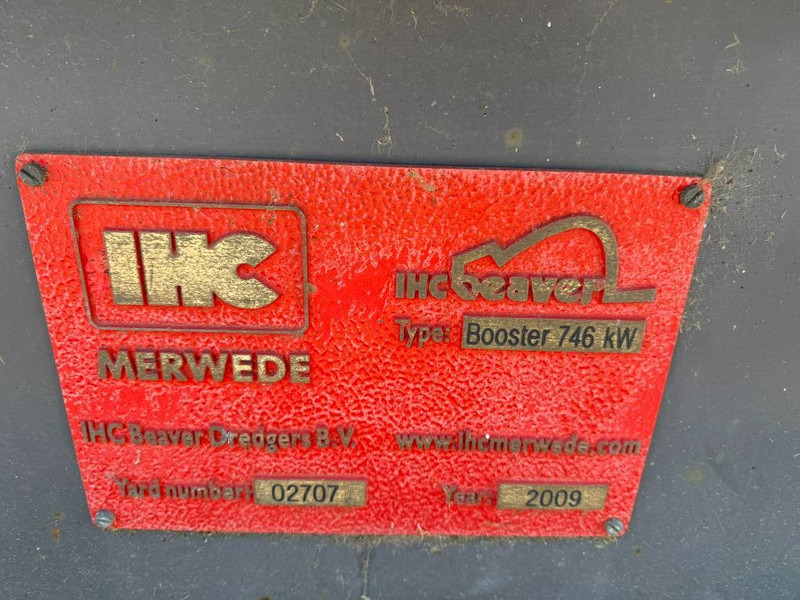 IHC
MERWEDE
IHC beaver
Type: Booster 746 kW
IHC Beaver Dredgers B.V.
www.ihcmerwede.com
Yard number: 02707
Year: 2009